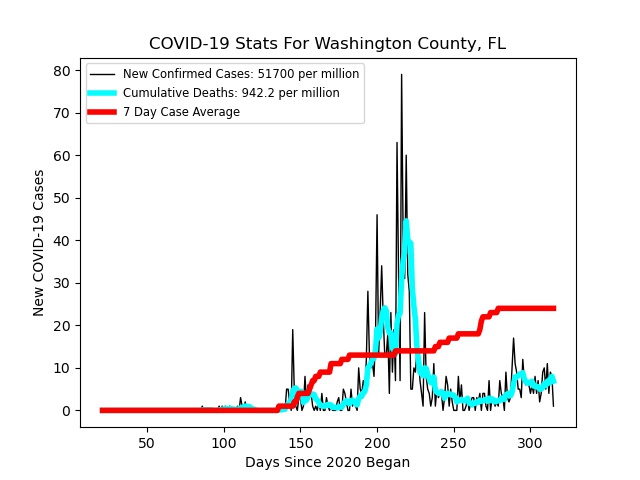 COVID-19 Stats For Washington County, FL
New Confirmed Cases: 51700 per million
Cumulative Deaths: 942.2 per million
7 Day Case Average
New COVID-19 Cases
80
70
60
50
40
30
20
10
0
50 100 150 200 250 300
Days Since 2020 Began